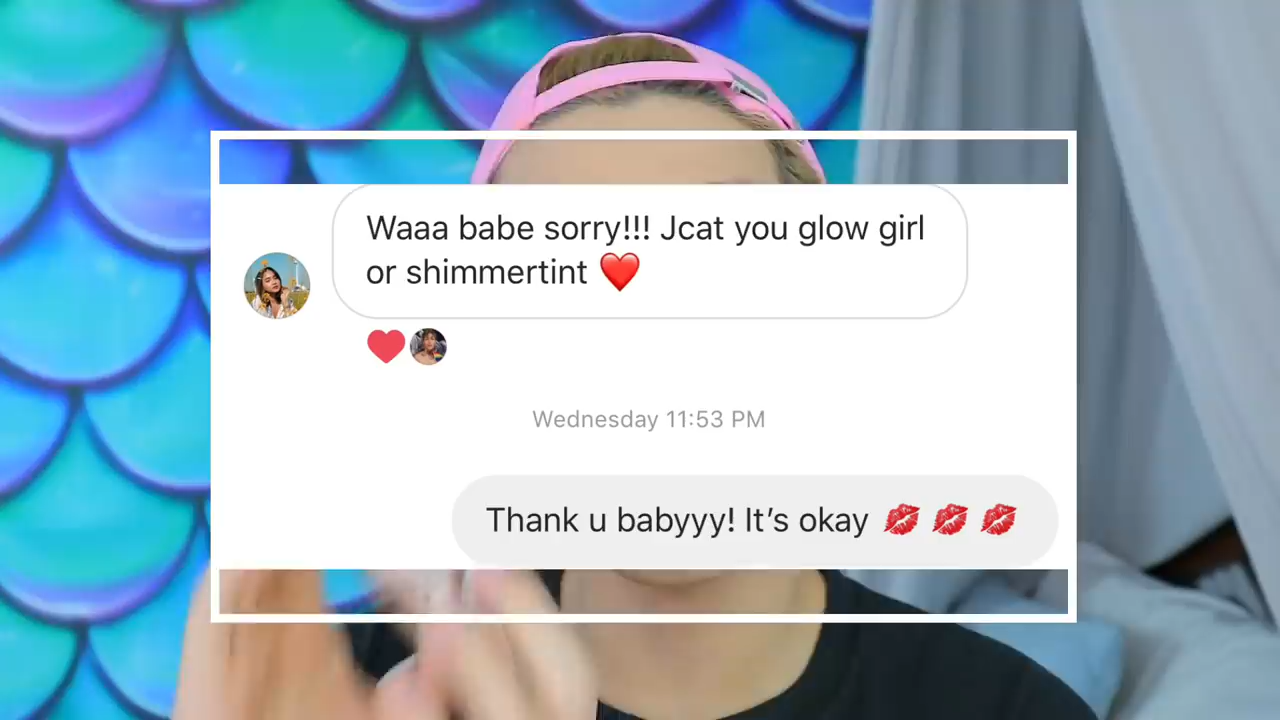 Waaa babe sorry!!! Jcat you glow girl
or shimmertint ❤️
Wednesday 11:53 PM
Thank u babyyy! It’s okay 💋 💋 💋